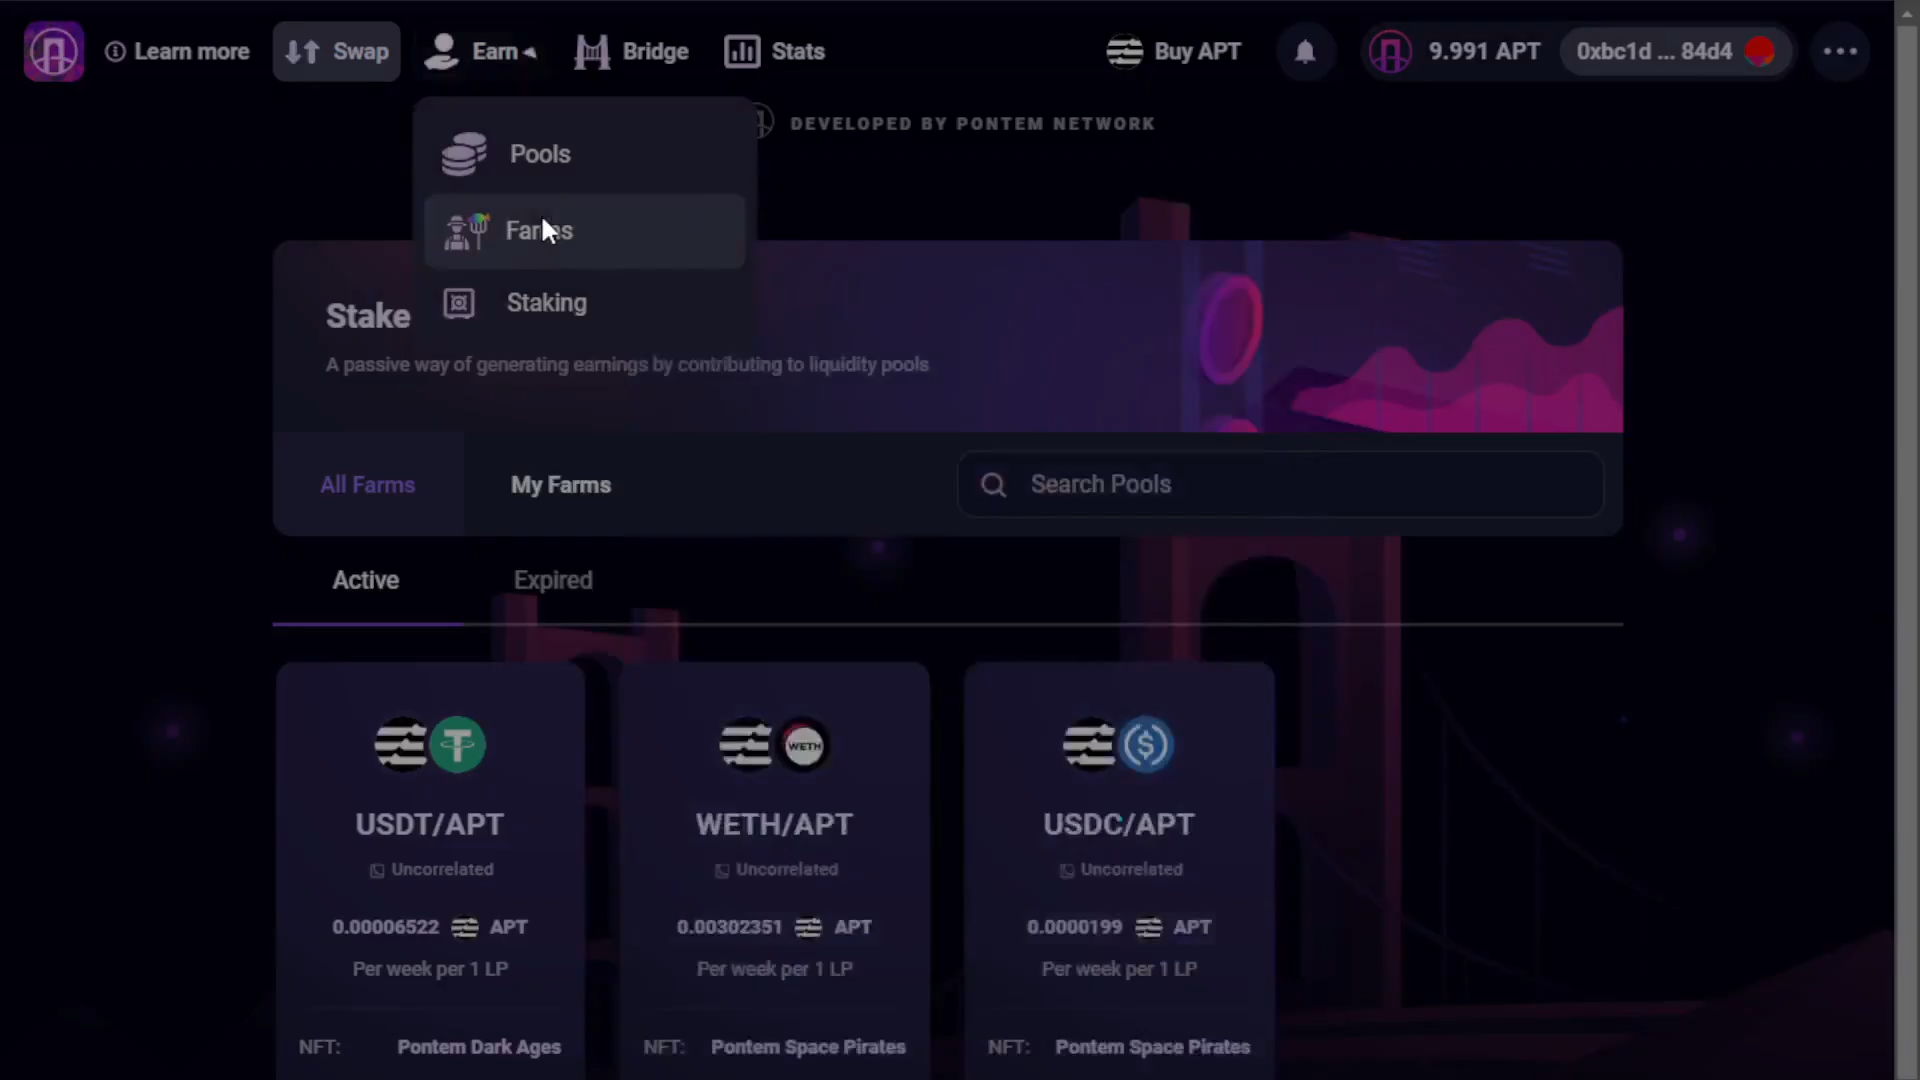 Learn more
Swap
Earn
Bridge
Stats
Buy APT
9.991 APT
0xbc1d ... 84d4
Pools
DEVELOPED BY PONTEM NETWORK
Farms
Staking
Stake
A passive way of generating earnings by contributing to liquidity pools
All Farms
My Farms
Search Pools
Active
Expired
WETH
USDT/APT
Uncorrelated
0.00006522 APT
Per week per 1 LP
NFT: Pontem Dark Ages
WETH/APT
Uncorrelated
0.00302351 APT
Per week per 1 LP
NFT: Pontem Space Pirates
USDC/APT
Uncorrelated
0.0000199 APT
Per week per 1 LP
NFT: Pontem Space Pirates